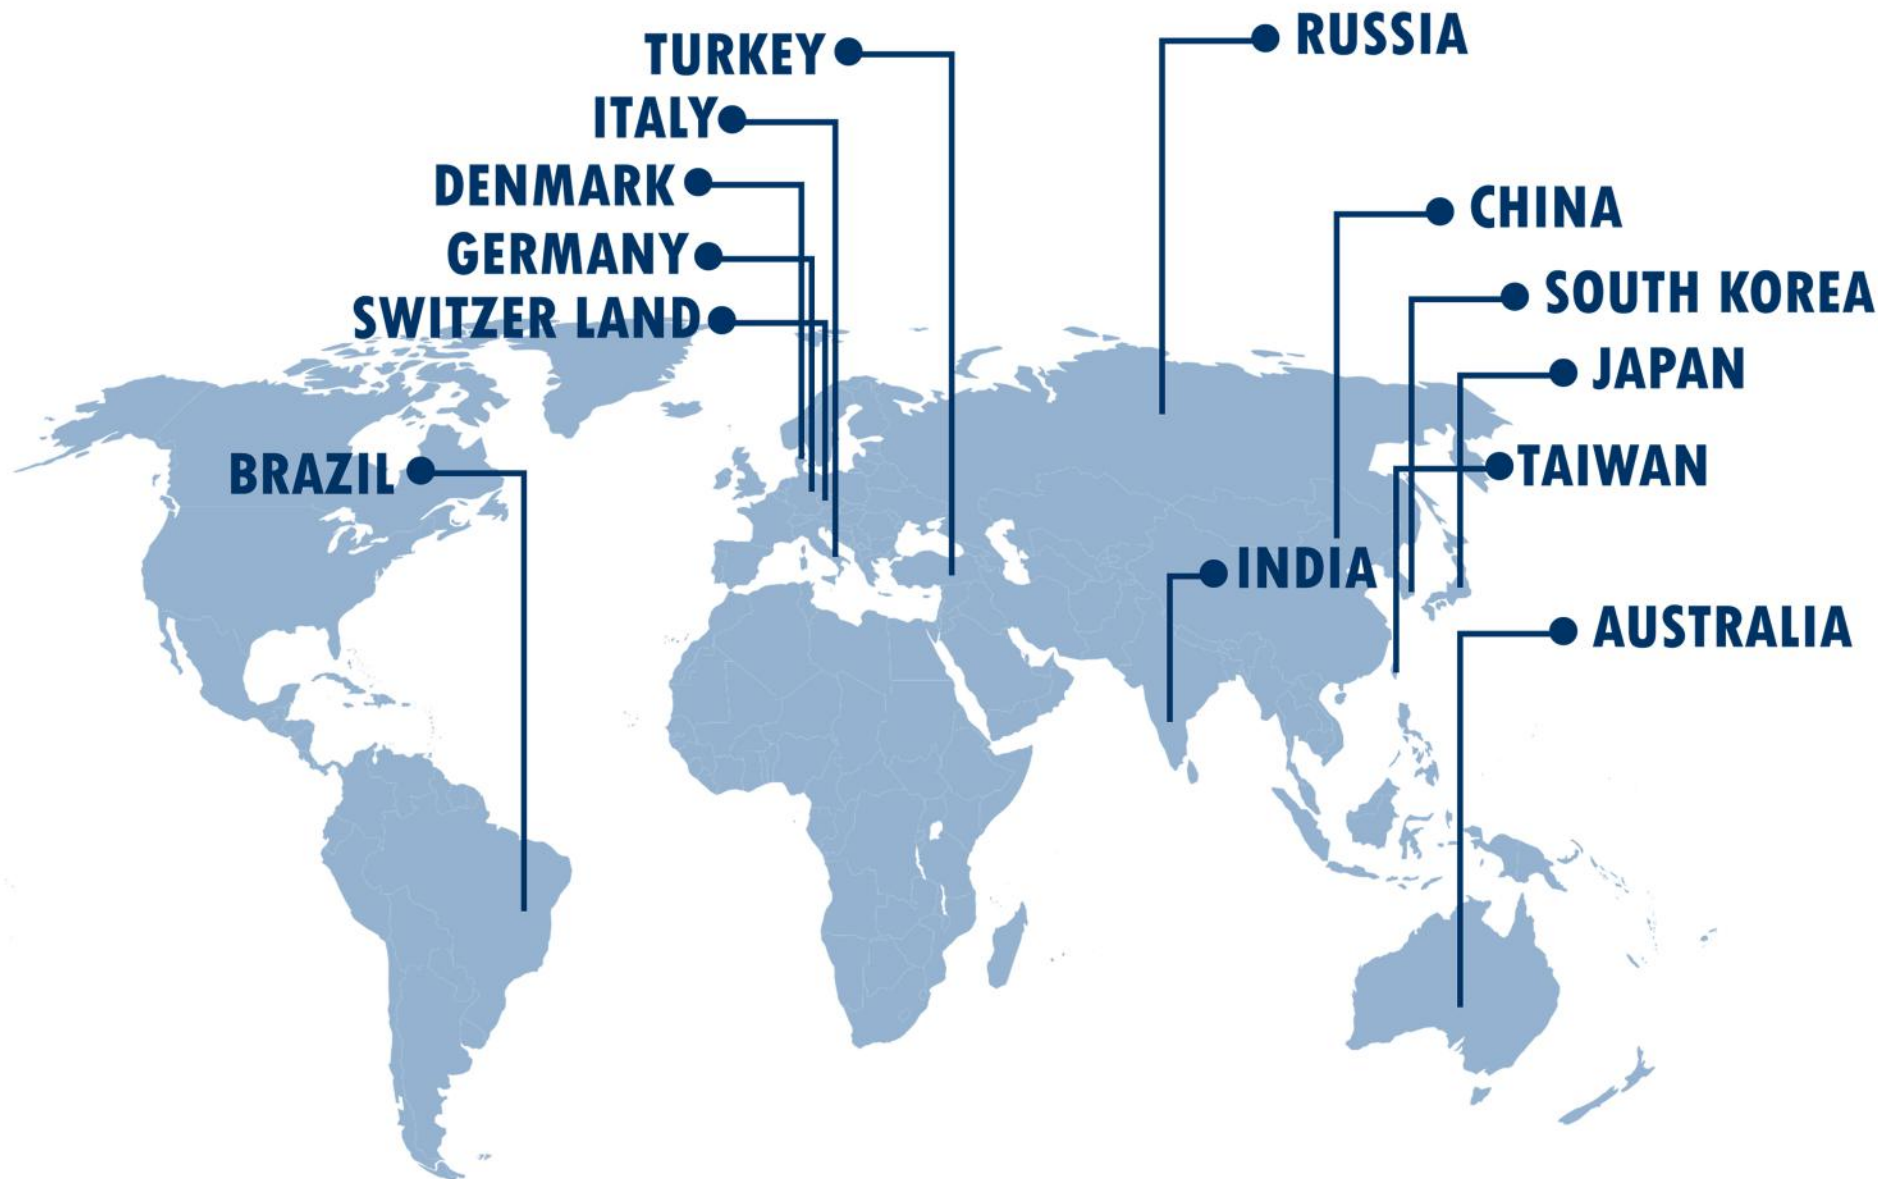 RUSSIA
TURKEY
ITALY
DENMARK
CHINA
GERMANY
SOUTH KOREA
SWITZER LAND
JAPAN
TAIWAN
BRAZIL
INDIA
AUSTRALIA